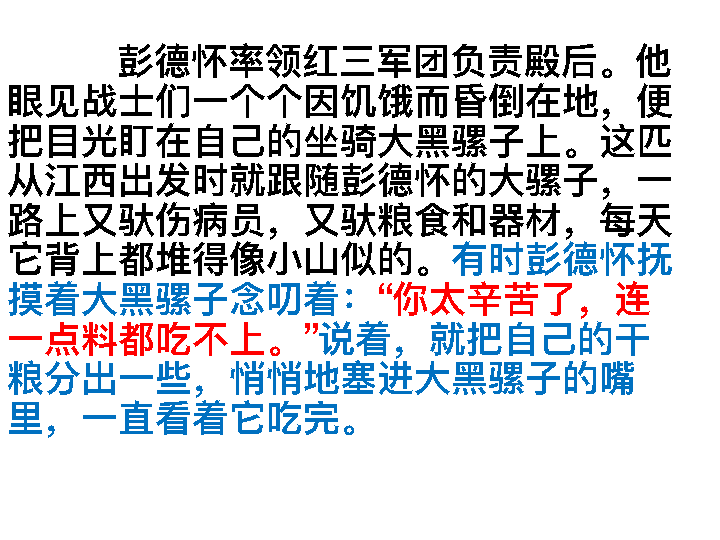 彭德怀率领红三军团负责殿后。他
眼见战士们一个个因饥饿而昏倒在地，便
把目光盯在自己的坐骑大黑骡子上。这匹
从江西出发时就跟随彭德怀的大骡子，一
路上又驮伤病员，又驮粮食和器材，每天
它背上都堆得像小山似的。有时彭德怀抚
摸着大黑骡子念叨着：“你太辛苦了，连
一点料都吃不上。”说着，就把自己的干
粮分出一些，悄悄地塞进大黑骡子的嘴
里，一直看着它吃完。